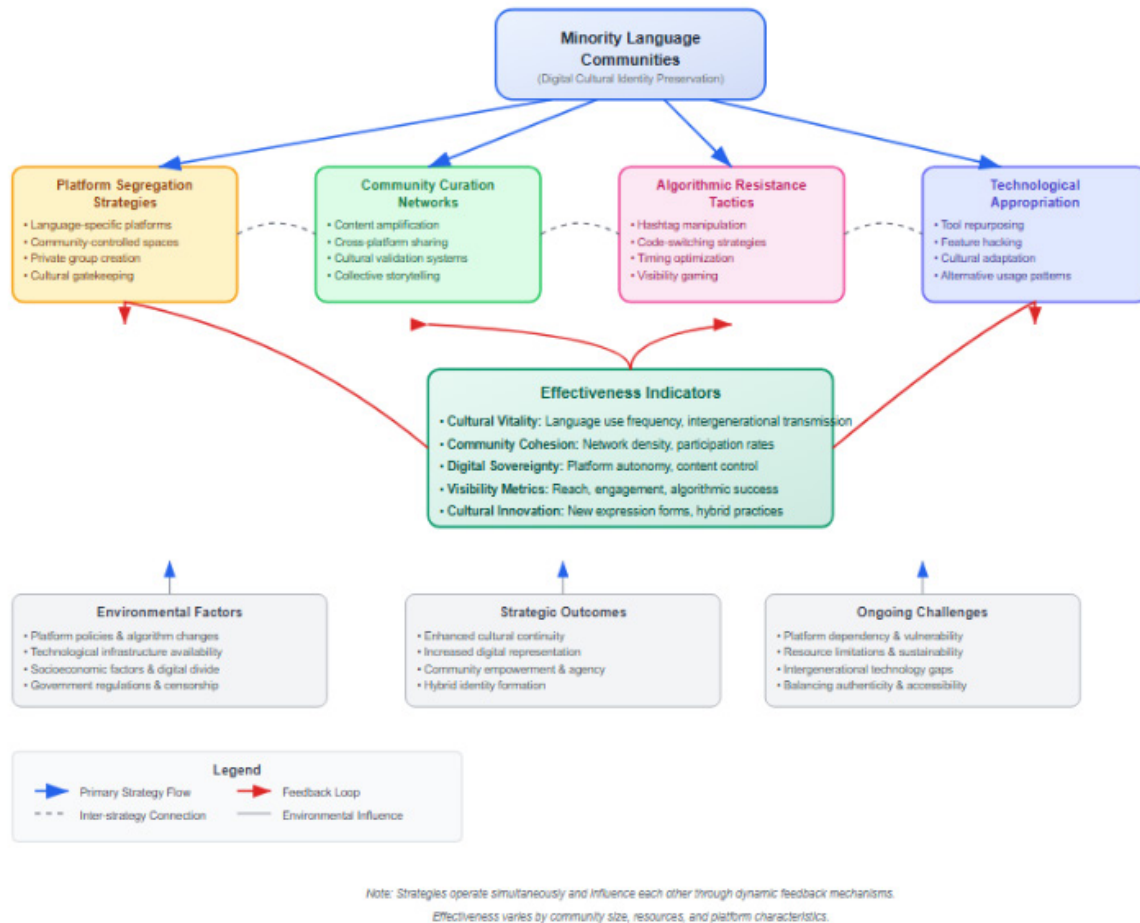 Minority Language
Communities
(Digital Cultural Identity Preservation)
Platform Segregation
Strategies
• Language-specific platforms
• Community-controlled spaces
• Private group creation
• Cultural gatekeeping
Community Curation
Networks
• Content amplification
• Cross-platform sharing
• Cultural validation systems
• Collective storytelling
Algorithmic Resistance
Tactics
• Hashtag manipulation
• Code-switching strategies
• Timing optimization
• Visibility gaming
Technological
Appropriation
• Tool repurposing
• Feature hacking
• Cultural adaptation
• Alternative usage patterns
Effectiveness Indicators
• Cultural Vitality: Language use frequency, intergenerational transmission
• Community Cohesion: Network density, participation rates
• Digital Sovereignty: Platform autonomy, content control
• Visibility Metrics: Reach, engagement, algorithmic success
• Cultural Innovation: New expression forms, hybrid practices
Environmental Factors
• Platform policies & algorithm changes
• Technological infrastructure availability
• Socioeconomic factors & digital divide
• Government regulations & censorship
Strategic Outcomes
• Enhanced cultural continuity
• Increased digital representation
• Community empowerment & agency
• Hybrid identity formation
Ongoing Challenges
• Platform dependency & vulnerability
• Resource limitations & sustainability
• Intergenerational technology gaps
• Balancing authenticity & accessibility
Legend
Primary Strategy Flow
Feedback Loop
Inter-strategy Connection
Environmental Influence
Note: Strategies operate simultaneously and influence each other through dynamic feedback mechanisms.
Effectiveness varies by community size, resources, and platform characteristics.